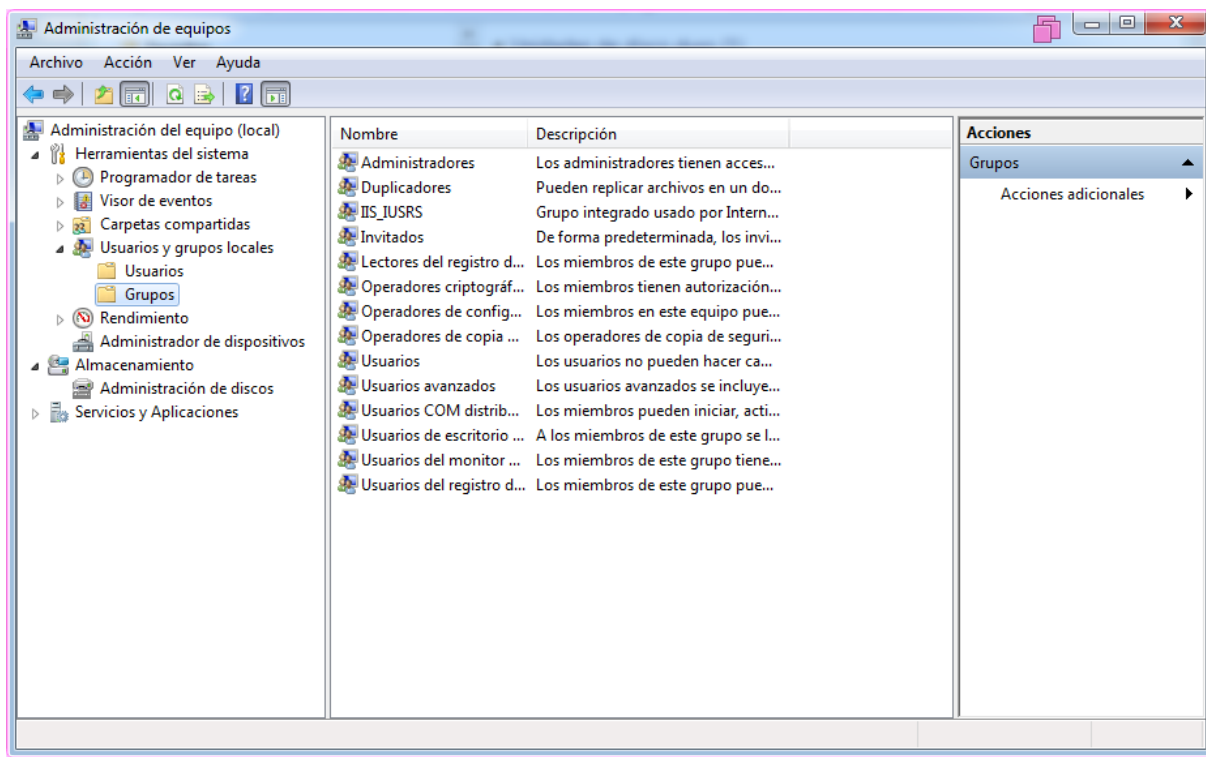 Administración de equipos
Archivo Acción Ver Ayuda
Administración del equipo (local)
Herramientas del sistema
Programador de tareas
Visor de eventos
Carpetas compartidas
Usuarios y grupos locales
Usuarios
Grupos
Rendimiento
Administrador de dispositivos
Almacenamiento
Administración de discos
Servicios y Aplicaciones
Nombre Descripción
Administradores Los administradores tienen acces...
Duplicadores Pueden replicar archivos en un do...
IIS_IUSRS Grupo integrado usado por Intern...
Invitados De forma predeterminada, los invi...
Lectores del registro d... Los miembros de este grupo pue...
Operadores criptográf... Los miembros tienen autorización...
Operadores de config... Los miembros en este equipo pue...
Operadores de copia ... Los operadores de copia de seguri...
Usuarios Los usuarios no pueden hacer ca...
Usuarios avanzados Los usuarios avanzados se incluye...
Usuarios COM distrib... Los miembros pueden iniciar, acti...
Usuarios de escritorio ... A los miembros de este grupo se l...
Usuarios del monitor ... Los miembros de este grupo tiene...
Usuarios del registro d... Los miembros de este grupo pue...
Acciones
Grupos
Acciones adicionales